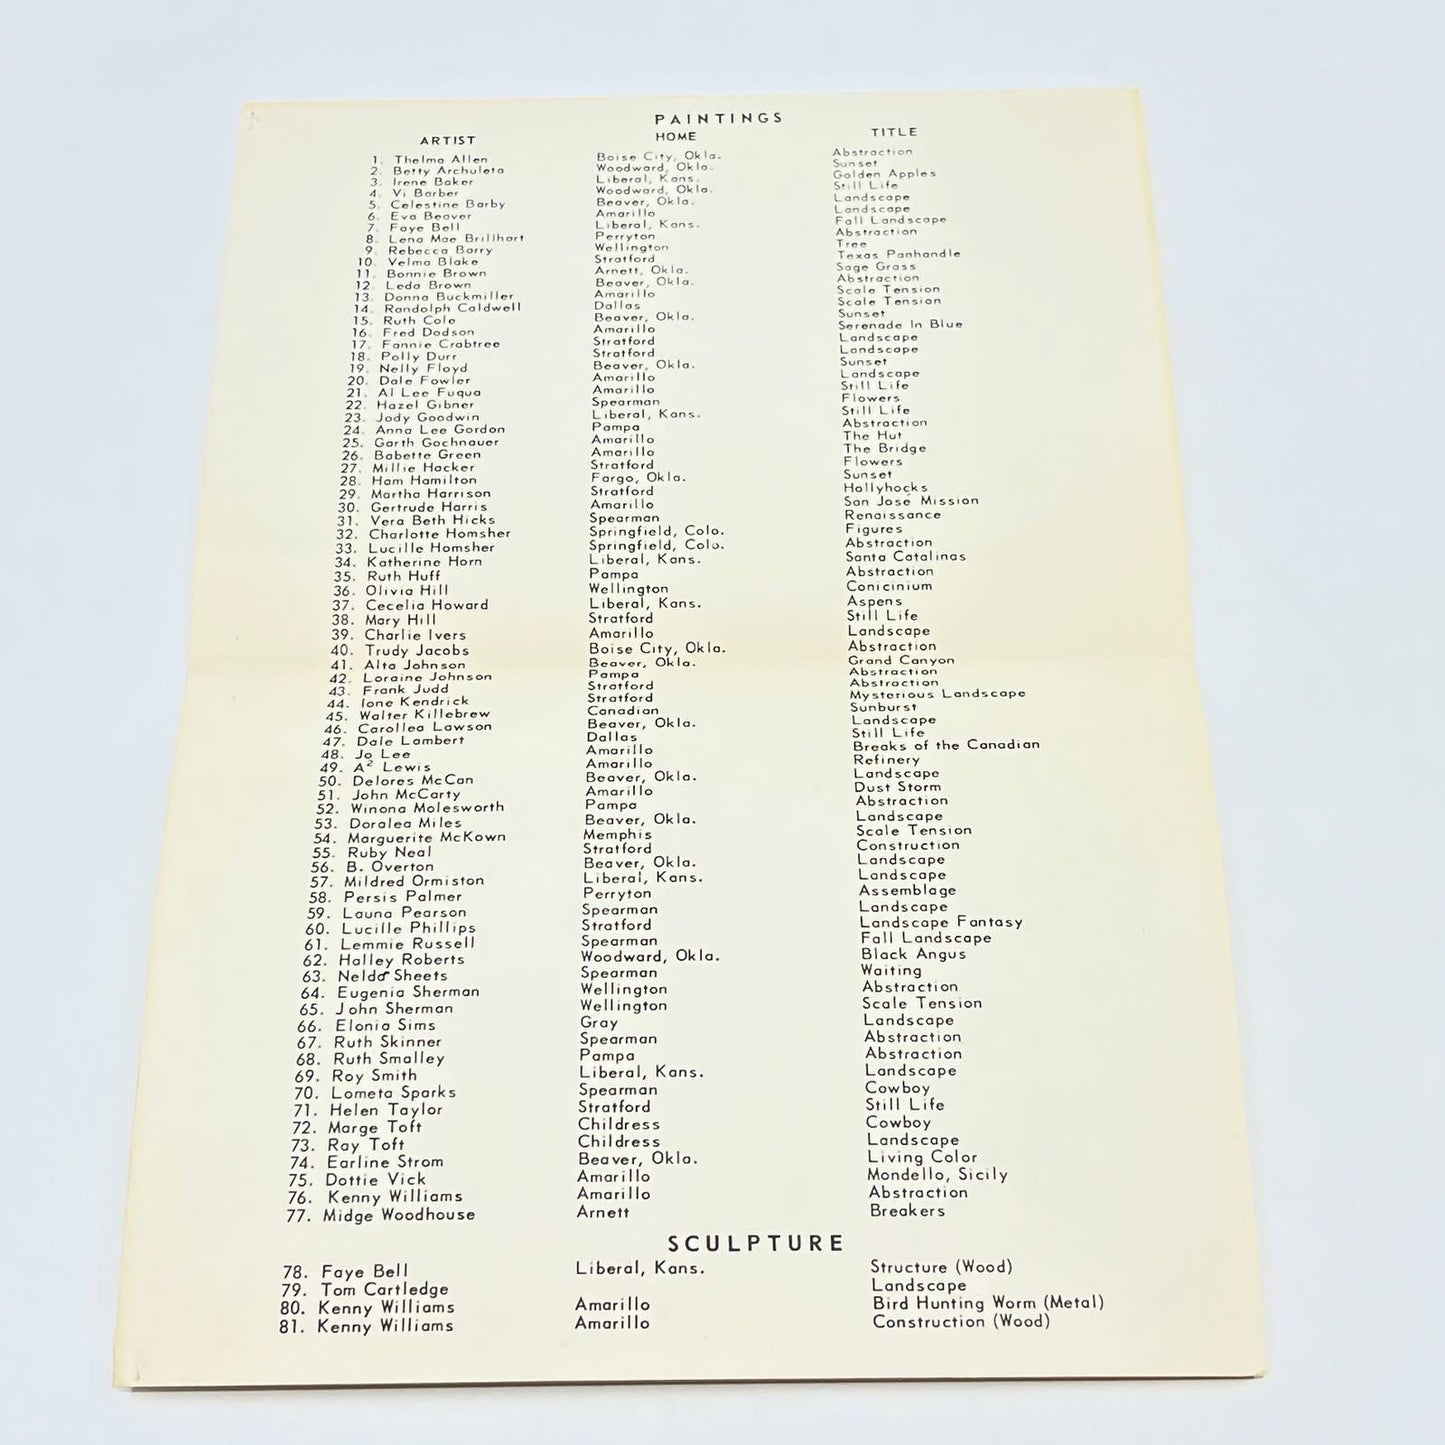 PAINTINGS
ARTIST HOME TITLE
1. Thelma Allen Boise City, Okla. Abstraction
2. Betty Archuleta Woodward, Okla. Sunset
3. Irene Baker Liberal, Kans. Golden Apples
4. Vi Barber Woodward, Okla. Still Life
5. Celestine Barby Beaver, Okla. Landscape
6. Eva Beaver Amarillo Landscape
7. Faye Bell Liberal, Kans. Fall Landscape
8. Lena Mae Brillhart Perryton Abstraction
9. Rebecca Barry Wellington Tree
10. Velma Blake Stratford Texas Panhandle
11. Bonnie Brown Arnett, Okla. Sage Grass
12. Leda Brown Beaver, Okla. Abstraction
13. Donna Buckmiller Amarillo Scale Tension
14. Randolph Caldwell Dallas Scale Tension
15. Ruth Cole Beaver, Okla. Sunset
16. Fred Dodson Amarillo Serenade In Blue
17. Fannie Crabtree Stratford Landscape
18. Polly Durr Stratford Landscape
19. Nelly Floyd Beaver, Okla. Sunset
20. Dale Fowler Amarillo Landscape
21. Al Lee Fuqua Amarillo Still Life
22. Hazel Gibner Spearman Flowers
23. Jody Goodwin Liberal, Kans. Still Life
24. Anna Lee Gordon Pampa Abstraction
25. Garth Gochnauer Amarillo The Hut
26. Babette Green Amarillo The Bridge
27. Millie Hacker Stratford Flowers
28. Ham Hamilton Fargo, Okla. Sunset
29. Martha Harrison Stratford Hollyhocks
30. Gertrude Harris Amarillo San José Mission
31. Vera Beth Hicks Spearman Renaissance
32. Charlotte Homsher Springfield, Colo. Figures
33. Lucille Homsher Springfield, Colo. Abstraction
34. Katherine Horn Liberal, Kans. Santa Catalinas
35. Ruth Huff Pampa Abstraction
36. Olivia Hill Wellington Conicinium
37. Cecelia Howard Liberal, Kans. Aspens
38. Mary Hill Stratford Still Life
39. Charlie Ivers Amarillo Landscape
40. Trudy Jacobs Boise City, Okla. Abstraction
41. Alta Johnson Beaver, Okla. Grand Canyon
42. Loraine Johnson Pampa Abstraction
43. Frank Judd Stratford Abstraction
44. Ione Kendrick Stratford Mysterious Landscape
45. Walter Killebrew Canadian Sunburst
46. Carollea Lawson Beaver, Okla. Landscape
47. Dale Lambert Dallas Still Life
48. Jo Lee Amarillo Breaks of the Canadian
49. A² Lewis Amarillo Refinery
50. Delores McCan Beaver, Okla. Landscape
51. John McCarty Amarillo Dust Storm
52. Winona Molesworth Pampa Abstraction
53. Doralea Miles Beaver, Okla. Landscape
54. Marguerite McKown Memphis Scale Tension
55. Ruby Neal Stratford Construction
56. B. Overton Beaver, Okla. Landscape
57. Mildred Ormiston Liberal, Kans. Landscape
58. Persis Palmer Perryton Assemblage
59. Launa Pearson Spearman Landscape
60. Lucille Phillips Stratford Landscape Fantasy
61. Lemmie Russell Spearman Fall Landscape
62. Halley Roberts Woodward, Okla. Black Angus
63. Nelda Sheets Spearman Waiting
64. Eugenia Sherman Wellington Abstraction
65. John Sherman Wellington Scale Tension
66. Elonia Sims Gray Landscape
67. Ruth Skinner Spearman Abstraction
68. Ruth Smalley Pampa Abstraction
69. Roy Smith Liberal, Kans. Landscape
70. Lometa Sparks Spearman Cowboy
71. Helen Taylor Stratford Still Life
72. Marge Toft Childress Cowboy
73. Ray Toft Childress Landscape
74. Earline Strom Beaver, Okla. Living Color
75. Dottie Vick Amarillo Mondello, Sicily
76. Kenny Williams Amarillo Abstraction
77. Midge Woodhouse Arnett Breakers
SCULPTURE
78. Faye Bell Liberal, Kans. Structure (Wood)
79. Tom Cartledge Landscape
80. Kenny Williams Amarillo Bird Hunting Worm (Metal)
81. Kenny Williams Amarillo Construction (Wood)